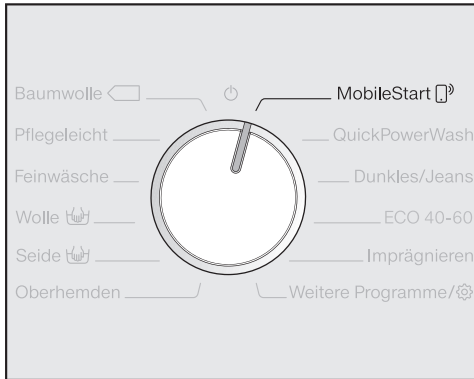 Baumwolle
MobileStart
Pflegeleicht
QuickPowerWash
Feinwäsche
Dunkles/Jeans
Wolle
ECO 40-60
Seide
Imprägnieren
Oberhemden
Weitere Programme/